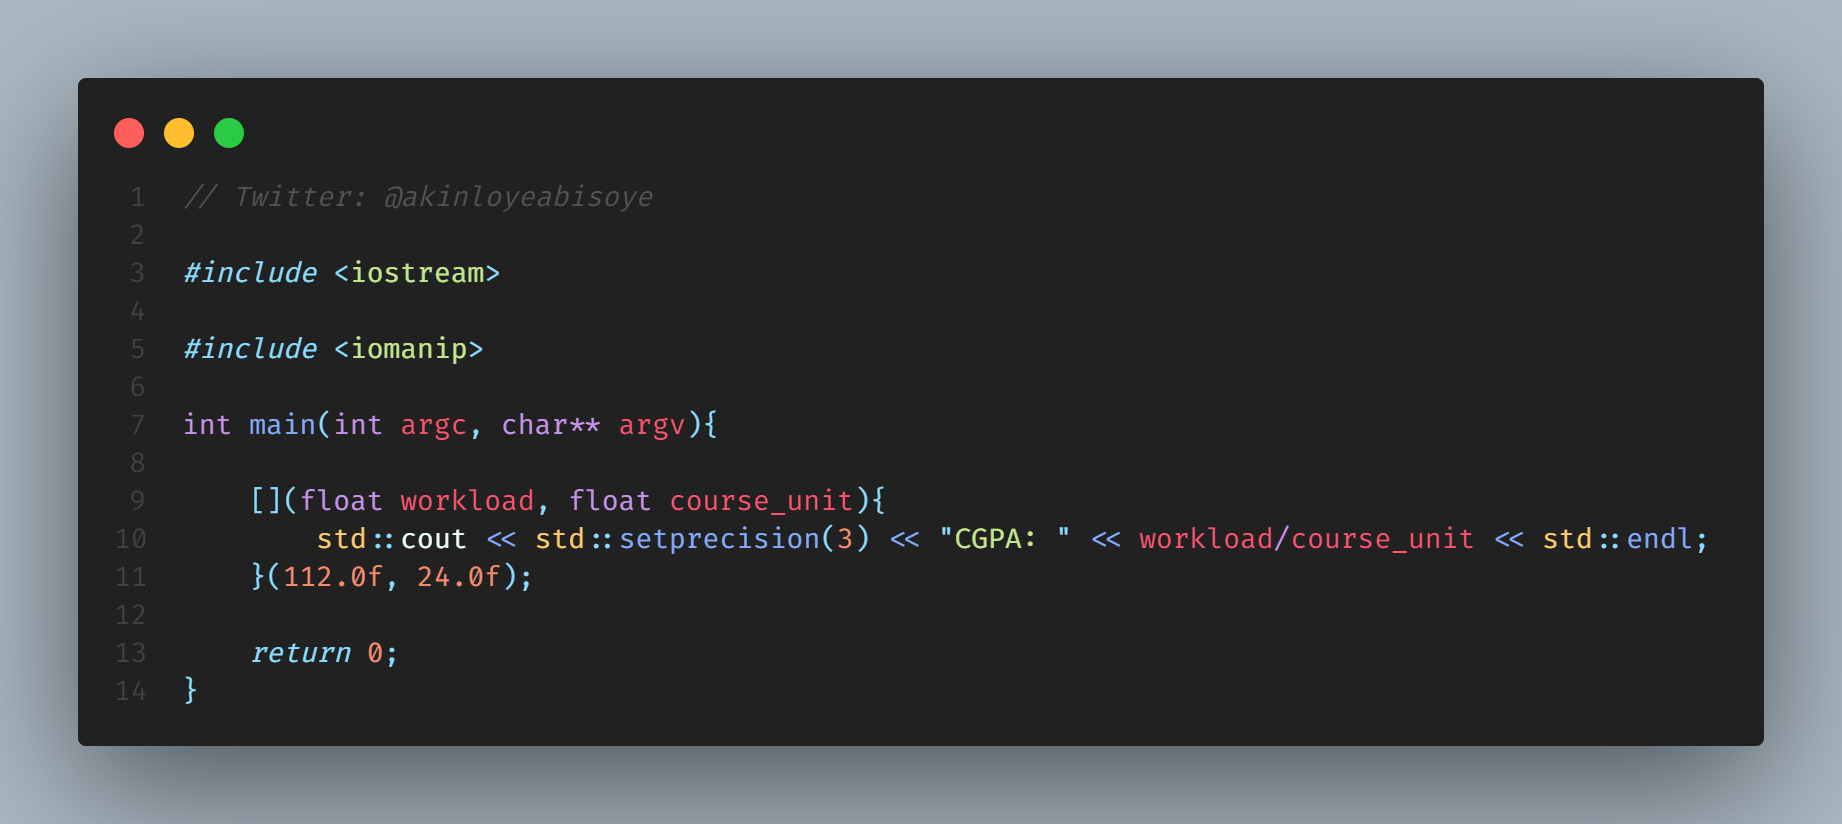 1 // Twitter: @akinloyeabisoye
2
3 #include <iostream>
4
5 #include <iomanip>
6
7 int main(int argc, char** argv){
8
9     [](float workload, float course_unit){
10         std::cout << std::setprecision(3) << "CGPA: " << workload/course_unit << std::endl;
11     }(112.0f, 24.0f);
12
13     return 0;
14 }